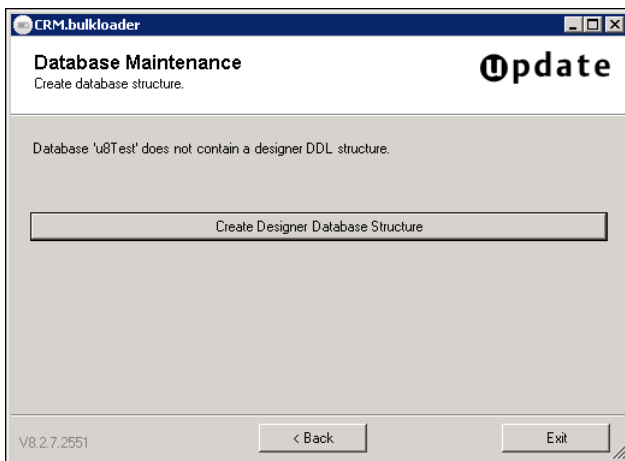 CRM.bulkloader
Database Maintenance
Create database structure.
update
Database 'u8Test' does not contain a designer DDL structure.
Create Designer Database Structure
V8.2.7.2551
< Back
Exit